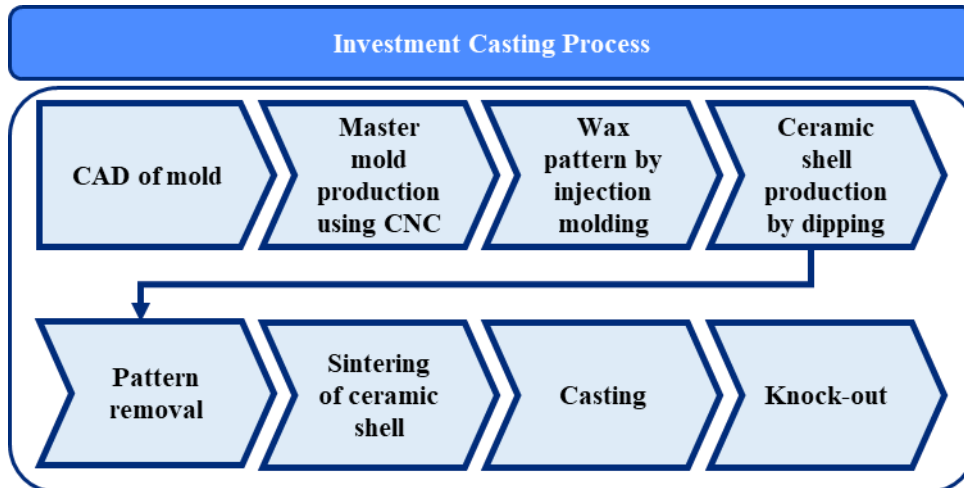 Investment Casting Process
CAD of mold
Master
mold
production
using CNC
Wax
pattern by
injection
molding
Ceramic
shell
production
by dipping
Pattern
removal
Sintering
of ceramic
shell
Casting
Knock-out